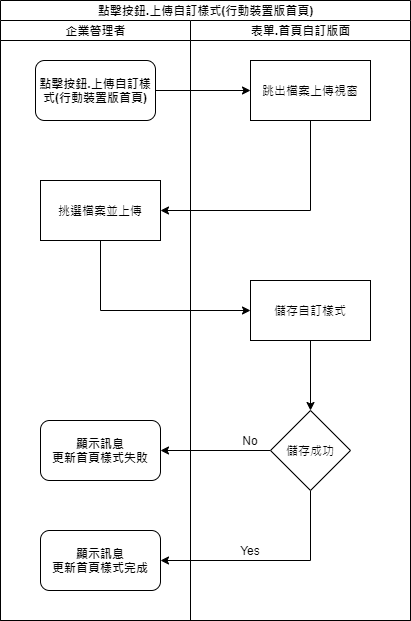 點擊按鈕.上傳自訂樣式(行動裝置版首頁)
企業管理者
表單.首頁自訂版面
點擊按鈕.上傳自訂樣
式(行動裝置版首頁)
跳出檔案上傳視窗
挑選檔案並上傳
儲存自訂樣式
儲存成功
No
顯示訊息
更新首頁樣式失敗
Yes
顯示訊息
更新首頁樣式完成